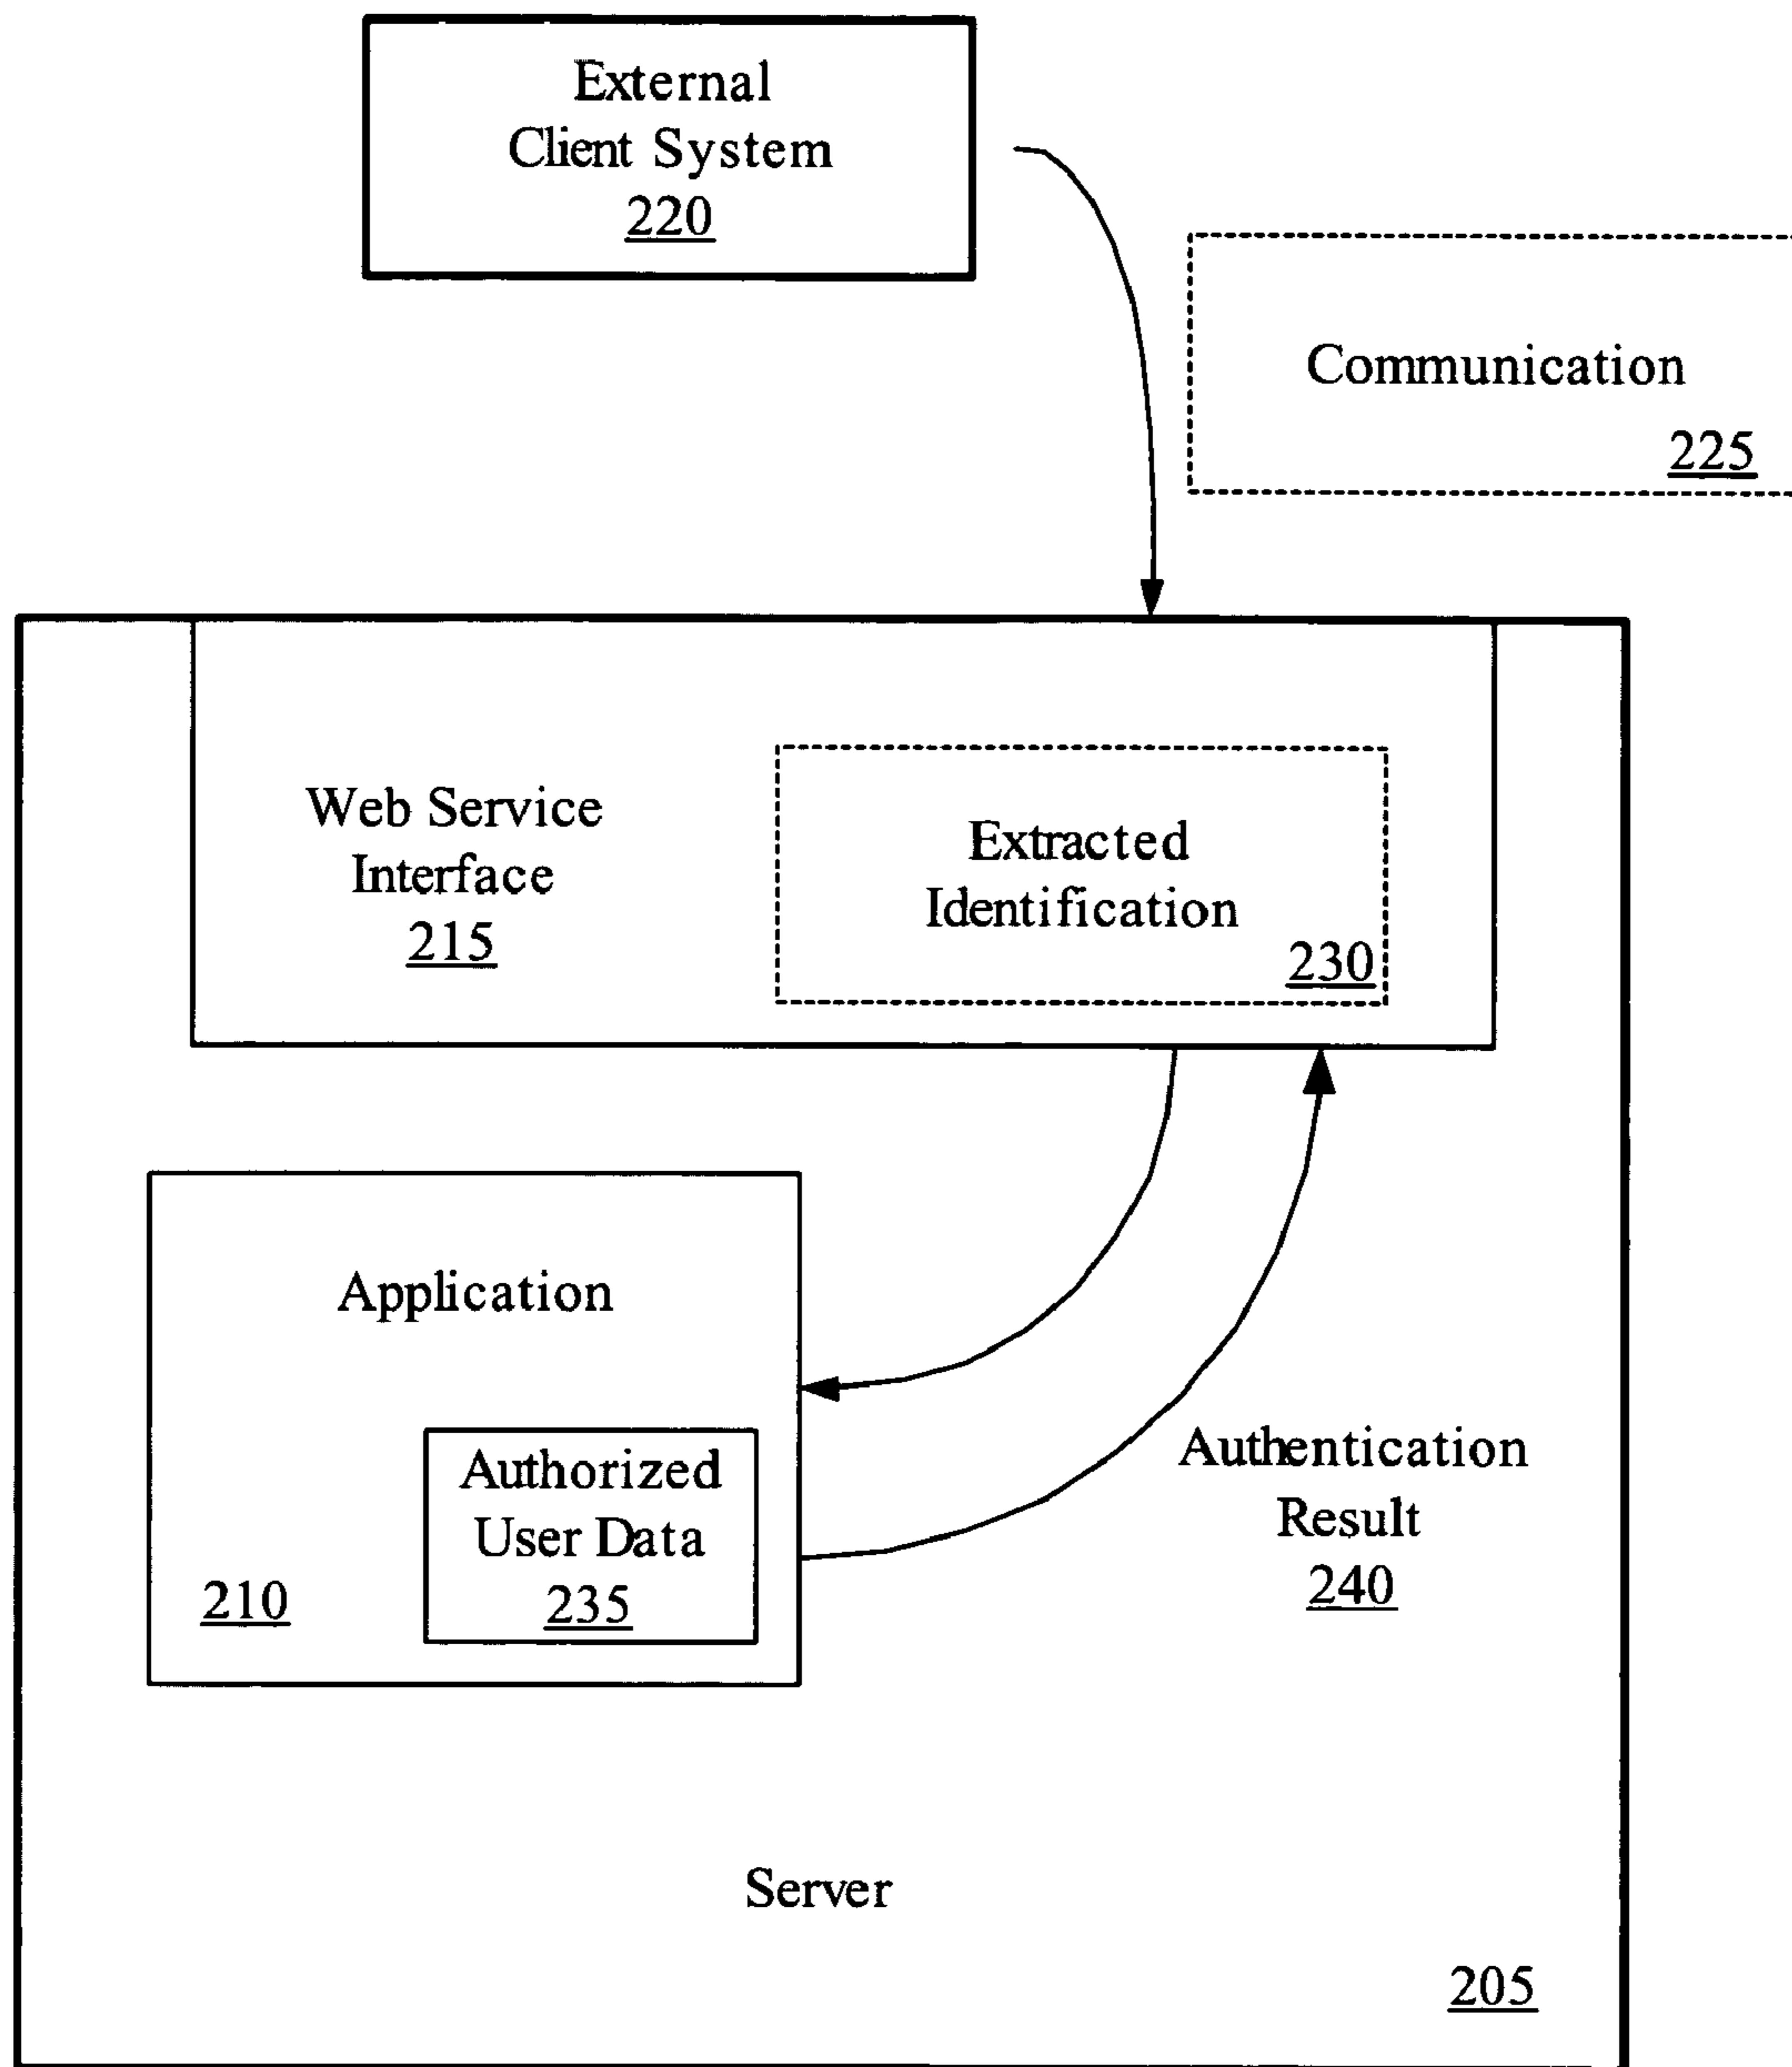 External
Client System
220
Communication
225
Web Service
Interface
215
Extracted
Identification
230
Application
210
Authorized
User Data
235
Authentication
Result
240
Server
205